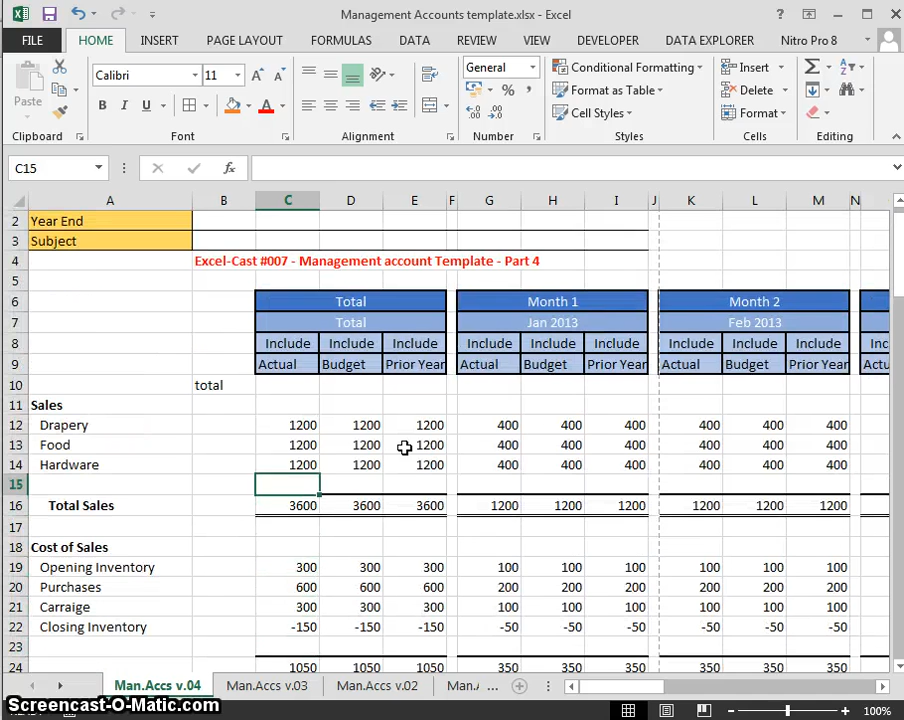 Management Accounts template.xlsx - Excel
FILE HOME INSERT PAGE LAYOUT FORMULAS DATA REVIEW VIEW DEVELOPER DATA EXPLORER Nitro Pro 8
Paste Calibri 11 General Conditional Formatting Insert
B I U A % Format as Table Delete
Cell Styles Format
Clipboard Font Alignment Number Styles Cells Editing
C15 fx
A B C D E F G H I J K L M N
2 Year End
3 Subject
4 Excel-Cast #007 - Management account Template - Part 4
5
6 Total Month 1 Month 2
7 Total Jan 2013 Feb 2013
8 Include Include Include Include Include Include Include Include Include Inc
9 Actual Budget Prior Year Actual Budget Prior Year Actual Budget Prior Year Actu
10 total
11 Sales
12 Drapery 1200 1200 1200 400 400 400 400 400 400
13 Food 1200 1200 1200 400 400 400 400 400 400
14 Hardware 1200 1200 1200 400 400 400 400 400 400
15
16 Total Sales 3600 3600 3600 1200 1200 1200 1200 1200 1200
17
18 Cost of Sales
19 Opening Inventory 300 300 300 100 100 100 100 100 100
20 Purchases 600 600 600 200 200 200 200 200 200
21 Carraige 300 300 300 100 100 100 100 100 100
22 Closing Inventory -150 -150 -150 -50 -50 -50 -50 -50 -50
23
24 1050 1050 1050 350 350 350 350 350 350
Man.Accs v.04 Man.Accs v.03 Man.Accs v.02 Man.A ...
Screencast-O-Matic.com 100%